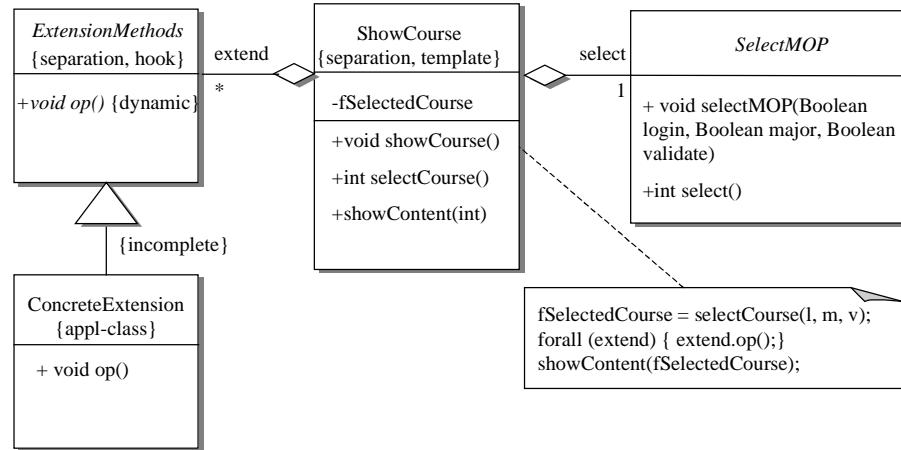 ExtensionMethods
{separation, hook}
+void op() {dynamic}
extend
*
ShowCourse
{separation, template}
-fSelectedCourse
+void showCourse()
+int selectCourse()
+showContent(int)
select
1
SelectMOP
+ void selectMOP(Boolean
login, Boolean major, Boolean
validate)
+int select()
{incomplete}
ConcreteExtension
{appl-class}
+ void op()
fSelectedCourse = selectCourse(l, m, v);
forall (extend) { extend.op();}
showContent(fSelectedCourse);